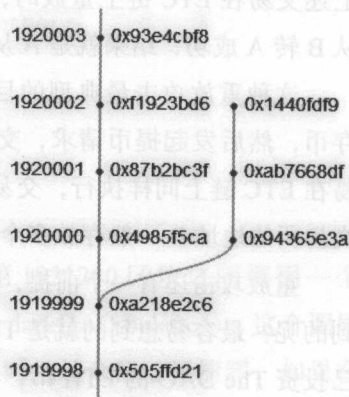 1920003 0x93e4cbf8
1920002 0xf1923bd6 0x1440fdf9
1920001 0x87b2bc3f 0xab7668df
1920000 0x4985f5ca 0x94365e3a
1919999 0xa218e2c6
1919998 0x505ffd21